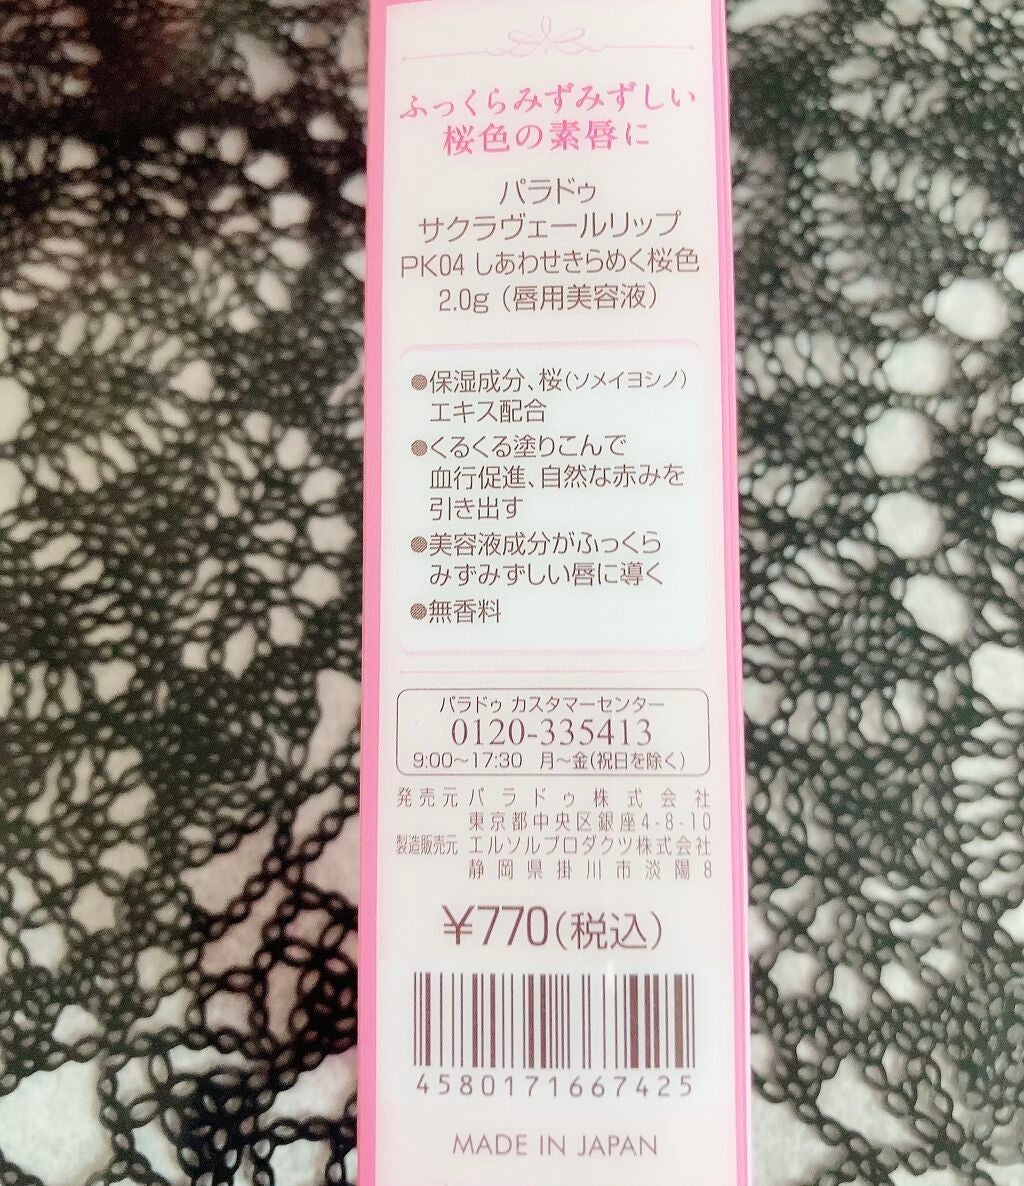 ふっくらみずみずしい
桜色の素唇に
パラドゥ
サクラヴェールリップ
PK04 しあわせきらめく桜色
2.0g（唇用美容液）
●保湿成分、桜（ソメイヨシノ）
エキス配合
●くるくる塗りこんで
血行促進、自然な赤みを
引き出す
●美容液成分がふっくら
みずみずしい唇に導く
●無香料
パラドゥ カスタマーセンター
0120-335413
9:00～17:30 月～金（祝日を除く）
発売元 パラドゥ株式会社
東京都中央区銀座4-8-10
製造販売元 エルソルプロダクツ株式会社
静岡県掛川市淡陽8
￥770（税込）
4580171667425
MADE IN JAPAN